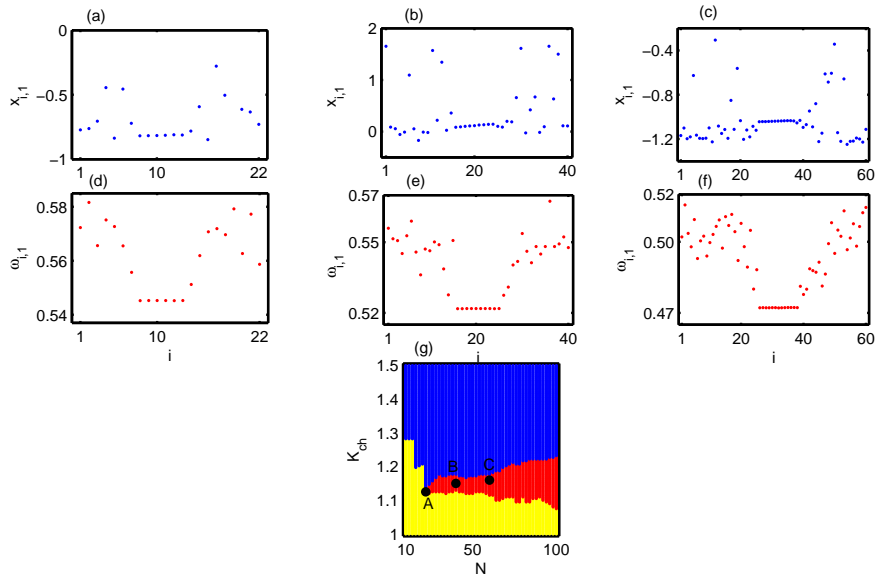 (a)
0
−0.5
−1
x_{i,1}
1
10
22
(b)
2
1
0
x_{i,1}
1
20
40
(c)
−0.4
−0.8
−1.2
x_{i,1}
1
20
40
60
(d)
0.58
0.56
0.54
ω_{i,1}
1
10
22
i
(e)
0.57
0.55
0.52
ω_{i,1}
1
20
40
i
(f)
0.52
0.50
0.47
ω_{i,1}
1
20
40
60
i
(g)
1.5
1.4
1.3
1.2
1.1
1
K_{ch}
A
B
C
10
50
100
N